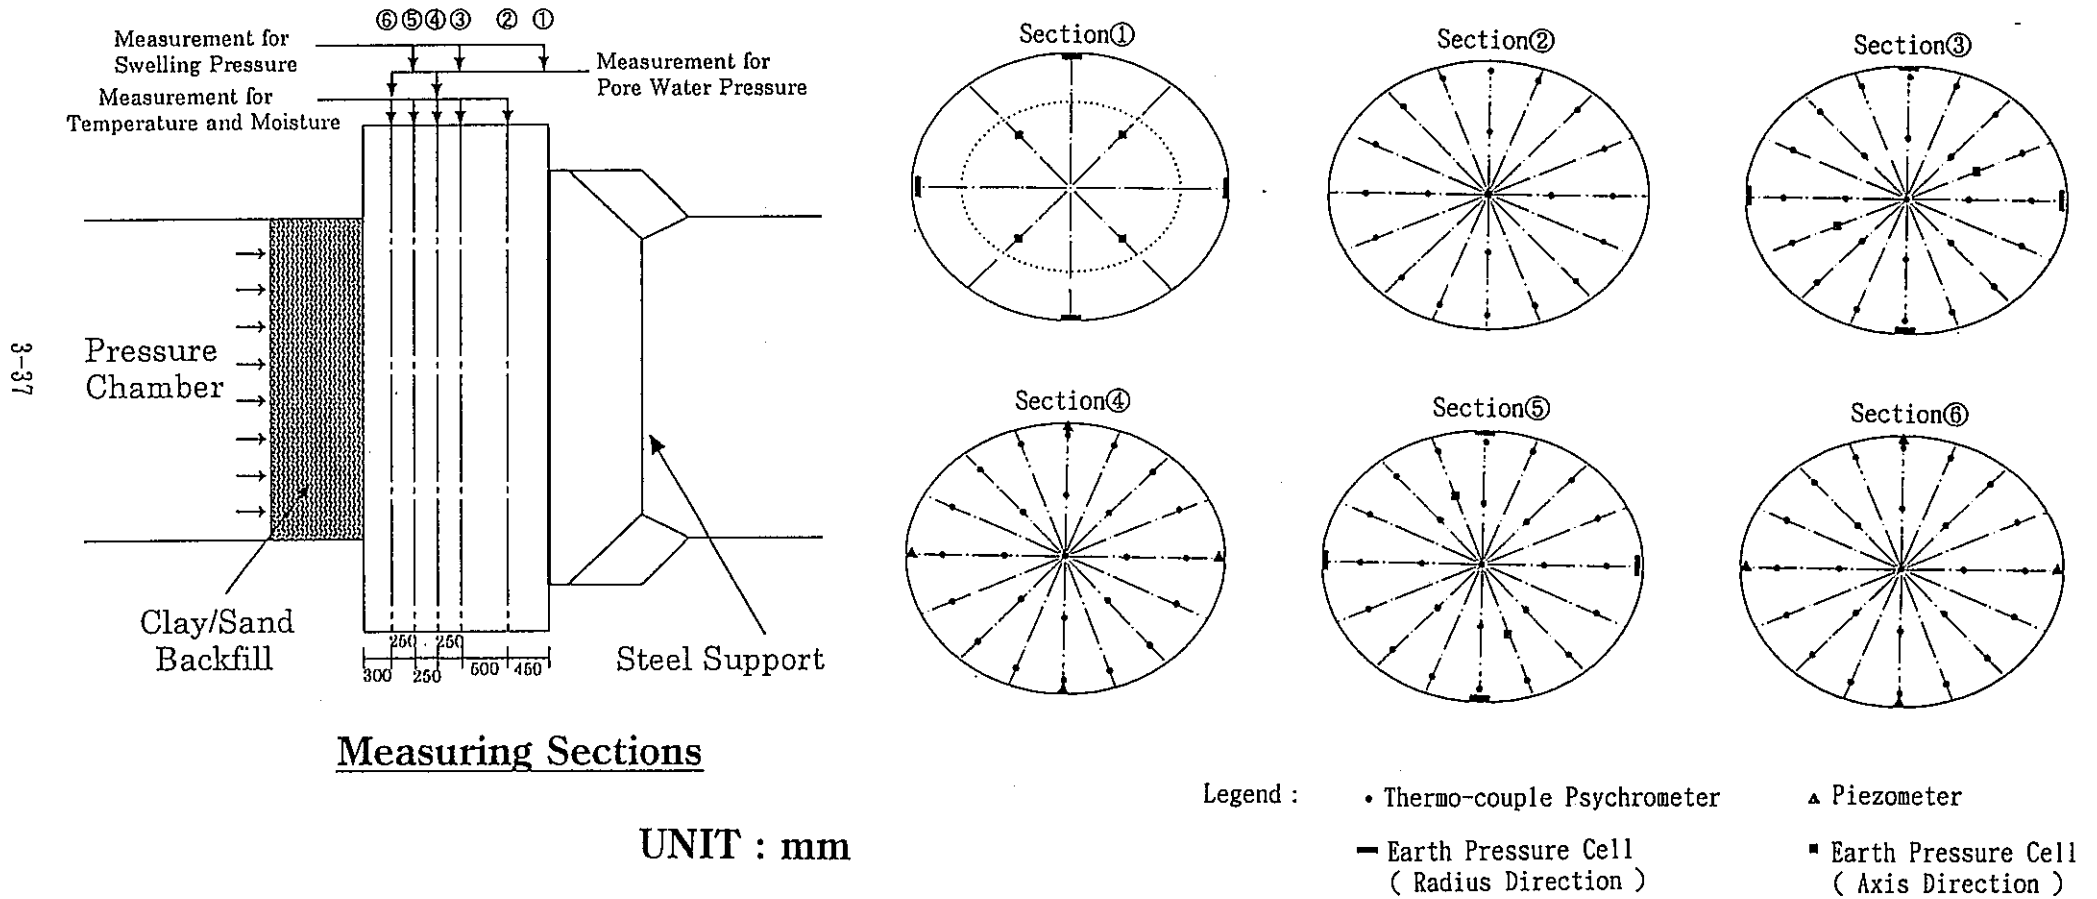 ⑥⑤④③ ② ①
Measurement for
Swelling Pressure
Measurement for
Pore Water Pressure
Measurement for
Temperature and Moisture
Pressure
Chamber
Clay/Sand
Backfill
Steel Support
250 250
300 250 500 450
Measuring Sections
UNIT : mm
3-37
Section①
Section②
Section③
Section④
Section⑤
Section⑥
Legend :
• Thermo-couple Psychrometer
▲ Piezometer
━ Earth Pressure Cell
( Radius Direction )
■ Earth Pressure Cell
( Axis Direction )